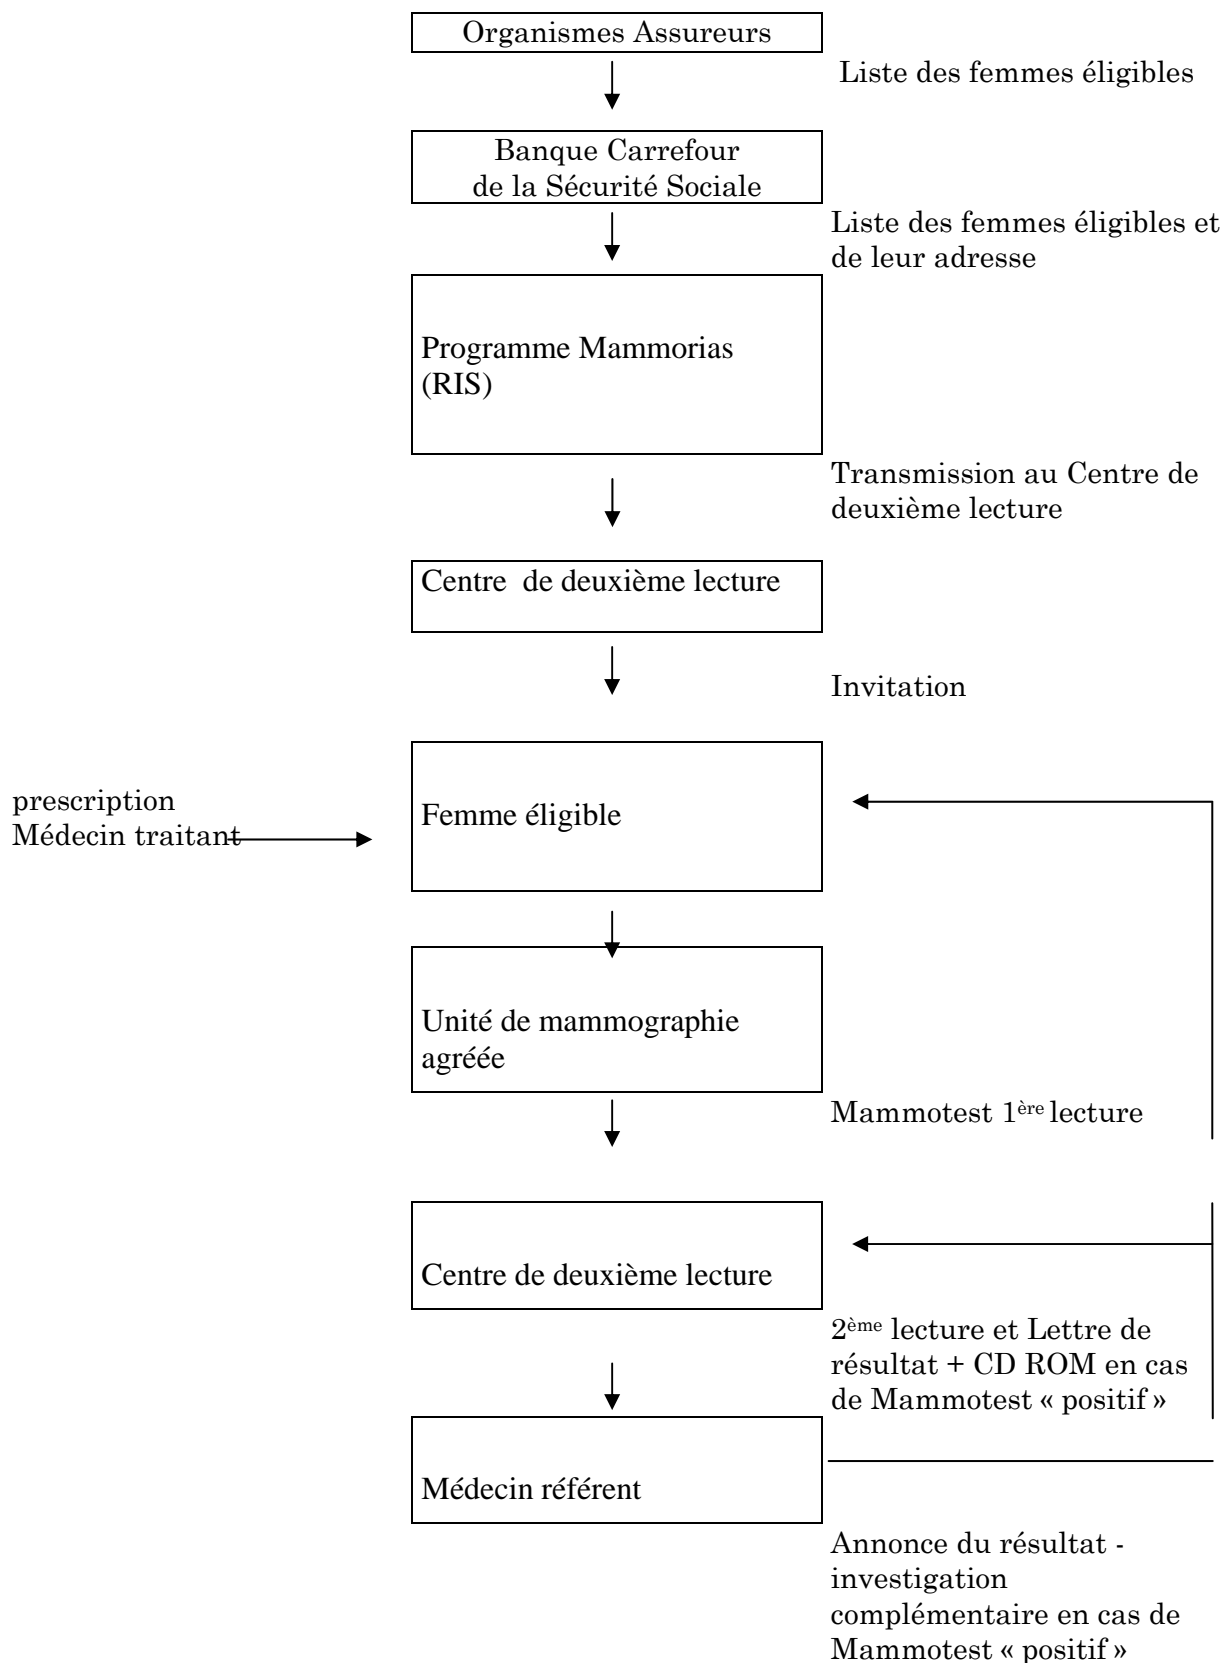 Organismes Assureurs
Liste des femmes éligibles
Banque Carrefour
de la Sécurité Sociale
Liste des femmes éligibles et
de leur adresse
Programme Mammorias
(RIS)
Transmission au Centre de
deuxième lecture
Centre de deuxième lecture
Invitation
prescription
Médecin traitant
Femme éligible
Unité de mammographie
agréée
Mammotest 1ère lecture
Centre de deuxième lecture
2ème lecture et Lettre de
résultat + CD ROM en cas
de Mammotest « positif »
Médecin référent
Annonce du résultat -
investigation
complémentaire en cas de
Mammotest « positif »